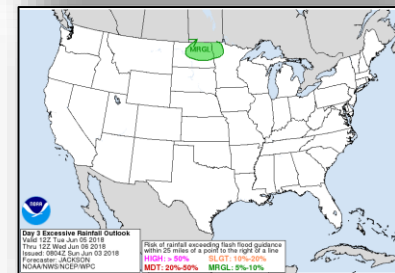 MRGL
NOAA
Day 3 Excessive Rainfall Outlook
Valid 12Z Tue Jun 05 2018
Thru 12Z Wed Jun 06 2018
Issued: 0804Z Sun Jun 03 2018
Forecaster: JACKSON
NOAA/NWS/NCEP/WPC
Risk of rainfall exceeding flash flood guidance
within 25 miles of a point to the right of a line
HIGH: > 50% SLGT: 10%-20%
MDT: 20%-50% MRGL: 5%-10%